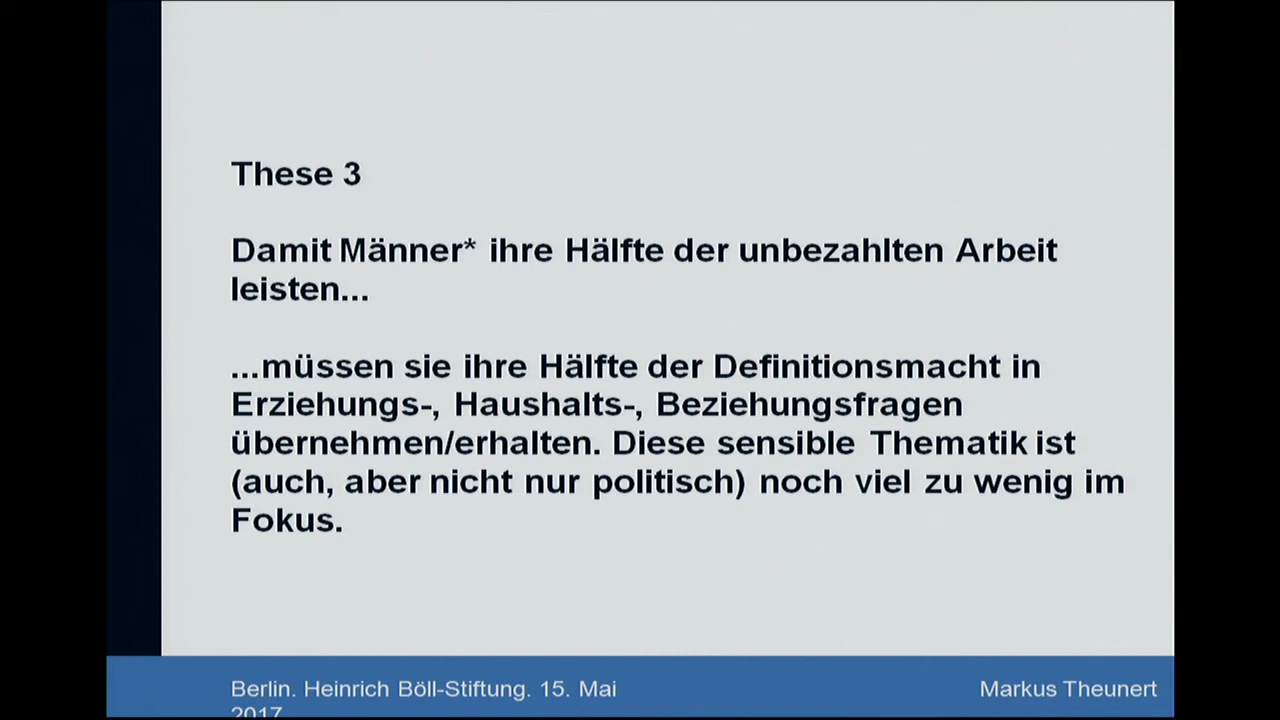 These 3
Damit Männer* ihre Hälfte der unbezahlten Arbeit
leisten...
...müssen sie ihre Hälfte der Definitionsmacht in
Erziehungs-, Haushalts-, Beziehungsfragen
übernehmen/erhalten. Diese sensible Thematik ist
(auch, aber nicht nur politisch) noch viel zu wenig im
Fokus.
Berlin. Heinrich Böll-Stiftung. 15. Mai
2017
Markus Theunert